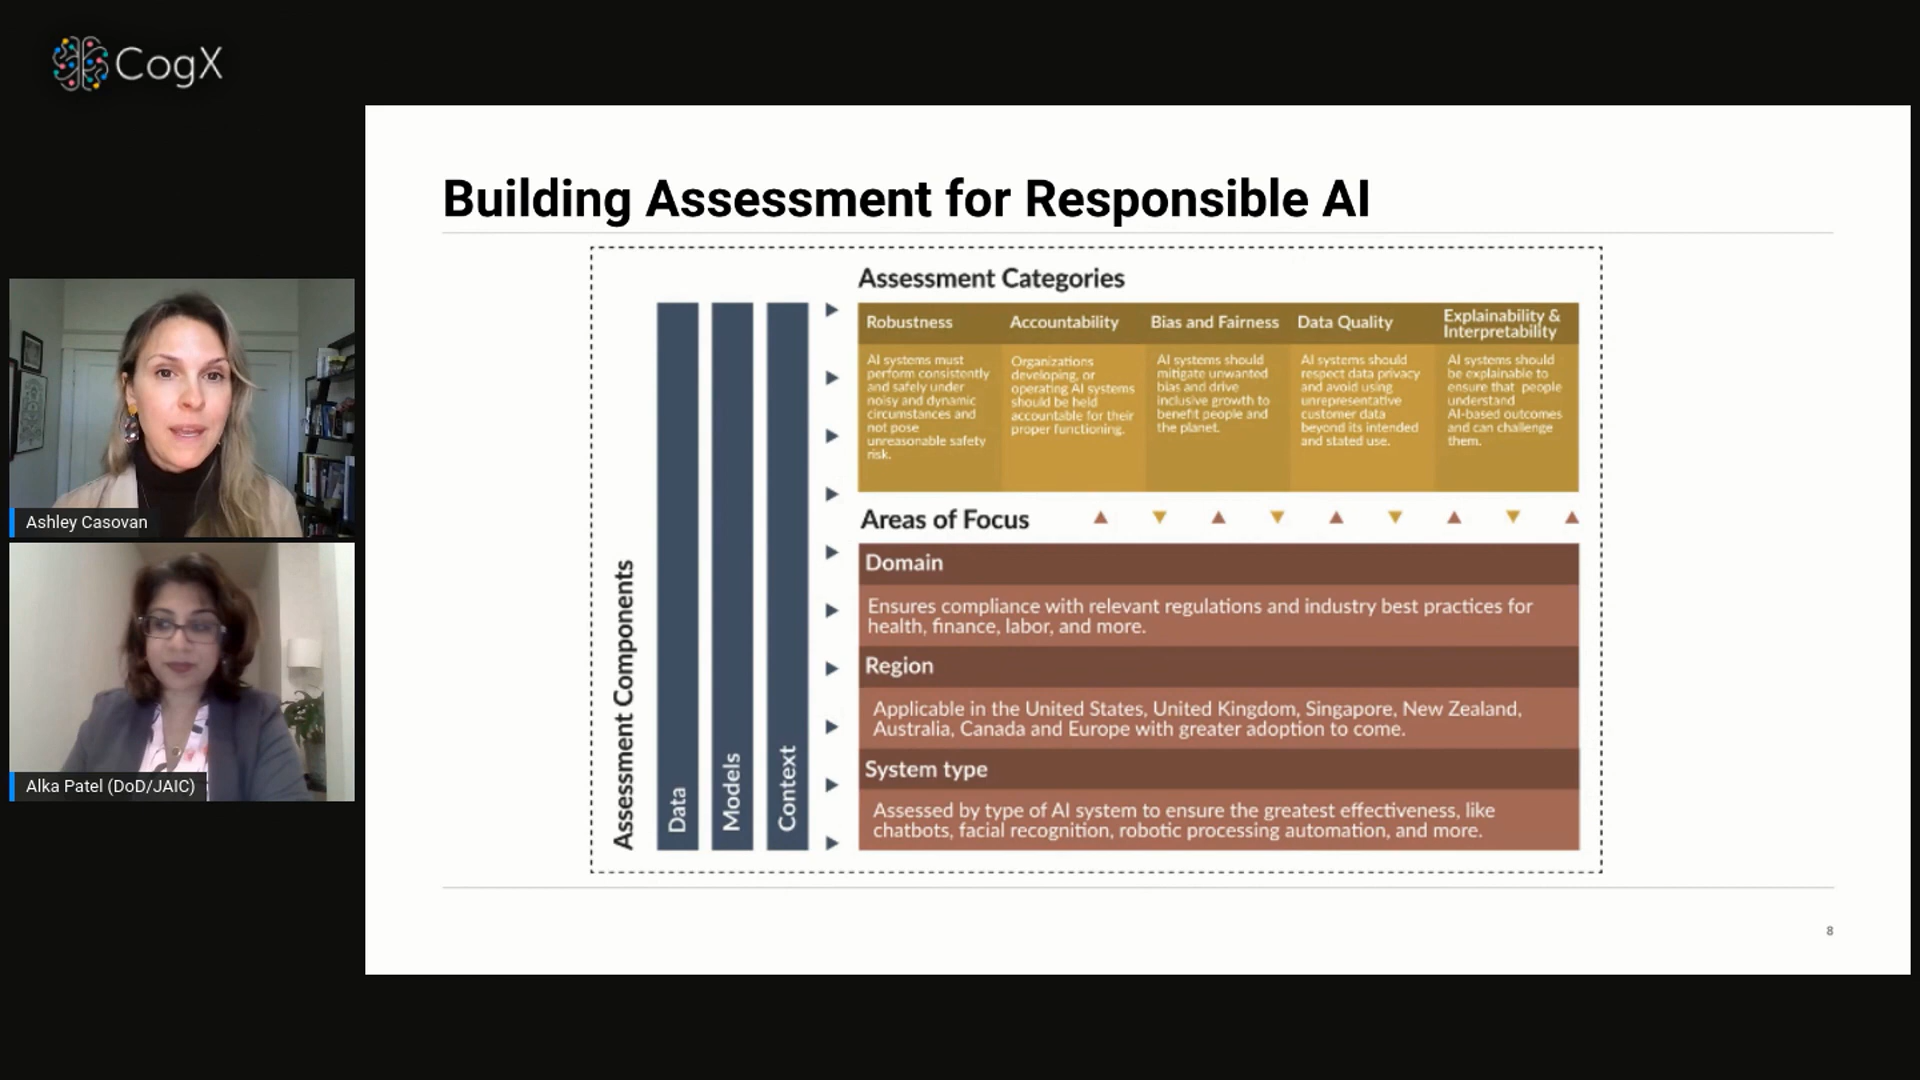 CogX
Building Assessment for Responsible AI
Assessment Categories
Robustness
AI systems must
perform consistently
and safely under
noisy and dynamic
circumstances and
not pose
unreasonable safety
risk.
Accountability
Organizations
developing, or
operating AI systems
should be held
accountable for their
proper functioning.
Bias and Fairness
AI systems should
mitigate unwanted
bias and drive
inclusive growth to
benefit people and
the planet.
Data Quality
AI systems should
respect data privacy
and avoid using
unrepresentative
customer data
beyond its intended
and stated use.
Explainability &
Interpretability
AI systems should
be explainable to
ensure that people
understand
AI-based outcomes
and can challenge
them.
Areas of Focus
Domain
Ensures compliance with relevant regulations and industry best practices for
health, finance, labor, and more.
Region
Applicable in the United States, United Kingdom, Singapore, New Zealand,
Australia, Canada and Europe with greater adoption to come.
System type
Assessed by type of AI system to ensure the greatest effectiveness, like
chatbots, facial recognition, robotic processing automation, and more.
Assessment Components
Data
Models
Context
8
Ashley Casovan
Alka Patel (DoD/JAIC)